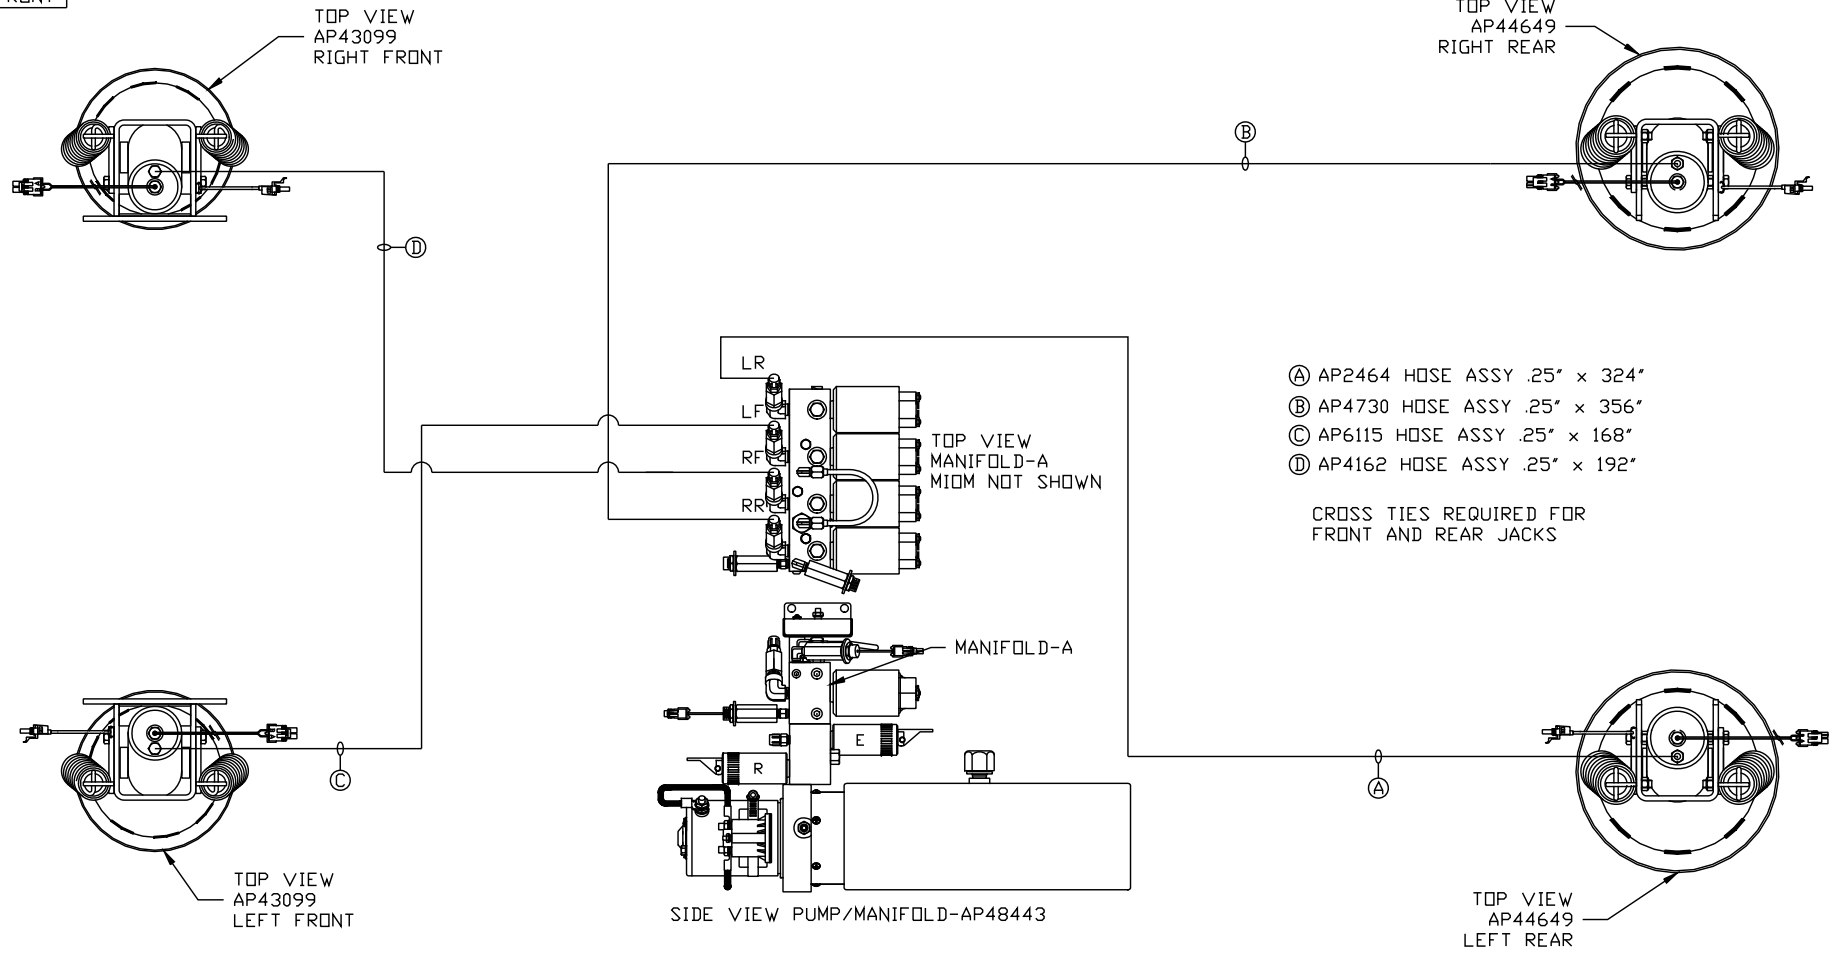 TOP VIEW
AP43099
RIGHT FRONT
TOP VIEW
AP44649
RIGHT REAR
B
D
LR
LF
RF
RR
TOP VIEW
MANIFOLD-A
MIOM NOT SHOWN
A AP2464 HOSE ASSY .25" x 324"
B AP4730 HOSE ASSY .25" x 356"
C AP6115 HOSE ASSY .25" x 168"
D AP4162 HOSE ASSY .25" x 192"
CROSS TIES REQUIRED FOR
FRONT AND REAR JACKS
MANIFOLD-A
E
R
C
A
TOP VIEW
AP43099
LEFT FRONT
SIDE VIEW PUMP/MANIFOLD-AP48443
TOP VIEW
AP44649
LEFT REAR